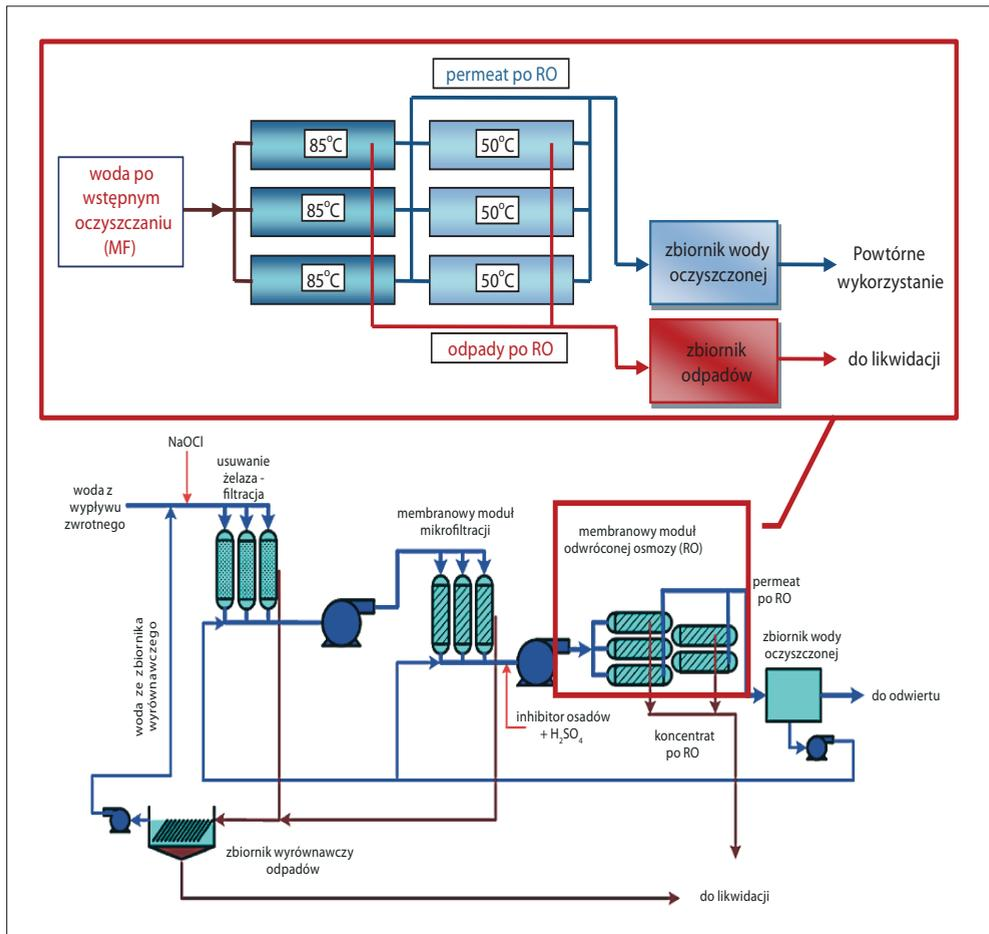 permeat po RO
woda po
wstępnym
oczyszczaniu
(MF)
85°C
50°C
85°C
50°C
85°C
50°C
zbiornik wody
oczyszczonej
Powtórne
wykorzystanie
odpady po RO
zbiornik
odpadów
do likwidacji
NaOCl
usuwanie
żelaza -
filtracja
woda z
wypływu
zwrotnego
membranowy moduł
mikrofiltracji
membranowy moduł
odwróconej osmozy (RO)
permeat
po RO
zbiornik wody
oczyszczonej
do odwiertu
woda ze zbiornika
wyrównawczego
inhibitor osadów
+ H₂SO₄
koncentrat
po RO
zbiornik wyrównawczy
odpadów
do likwidacji